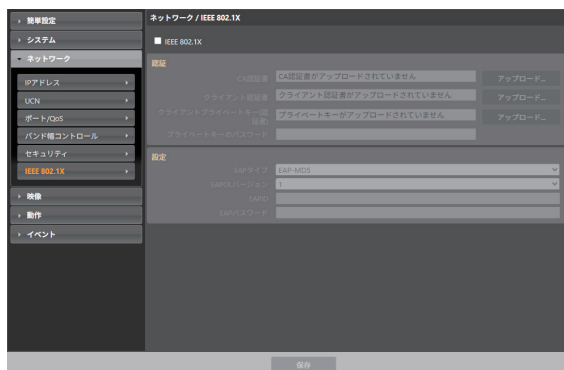 簡単設定
システム
ネットワーク
IPアドレス
UCN
ポート/QoS
バンド幅コントロール
セキュリティ
IEEE 802.1X
映像
動作
イベント
ネットワーク / IEEE 802.1X
IEEE 802.1X
認証
CA認証書 CA認証書がアップロードされていません アップロード...
クライアント認証書 クライアント認証書がアップロードされていません アップロード...
クライアントプライベートキー(認
証書) プライベートキーがアップロードされていません アップロード...
プライベートキーのパスワード
設定
EAPタイプ EAP-MD5
EAPOLバージョン 1
EAPID
EAPパスワード
保存